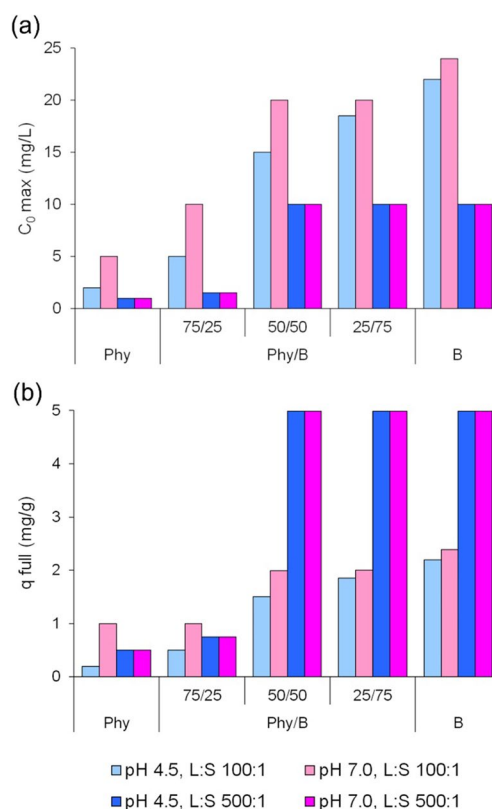 (a)
25
20
15
10
5
0
C₀ max (mg/L)
75/25 50/50 25/75
Phy Phy/B B
(b)
5
4
3
2
1
0
q full (mg/g)
75/25 50/50 25/75
Phy Phy/B B
pH 4.5, L:S 100:1 pH 7.0, L:S 100:1
pH 4.5, L:S 500:1 pH 7.0, L:S 500:1